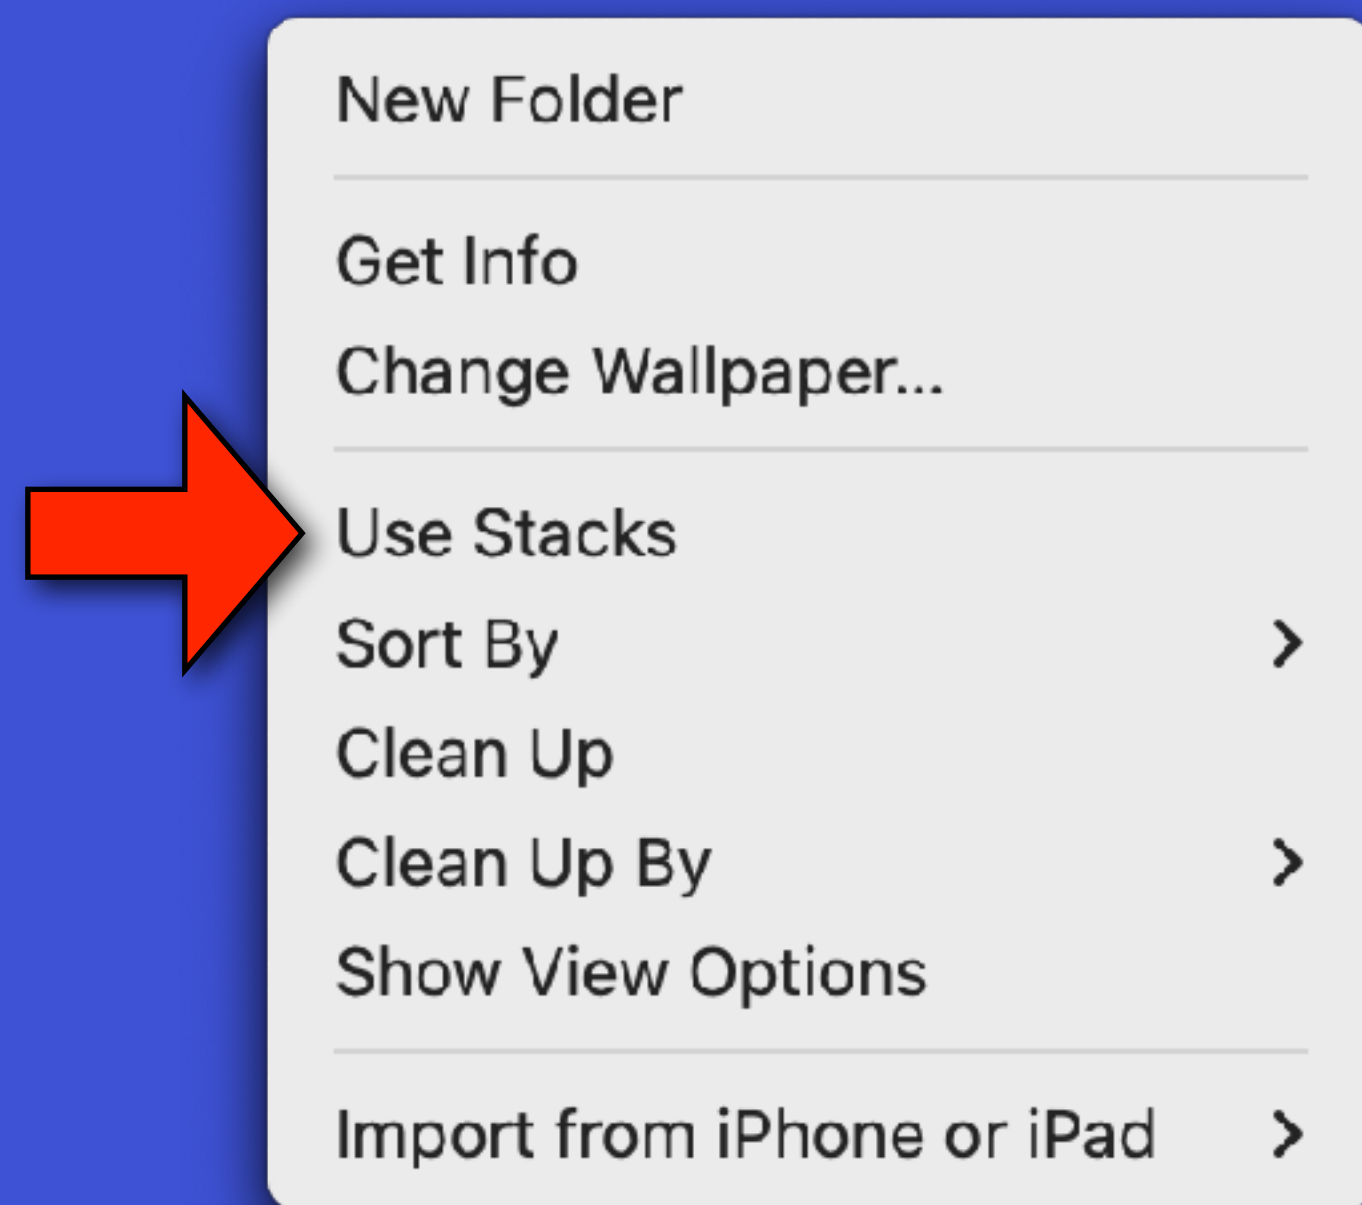 New Folder
Get Info
Change Wallpaper...
Use Stacks
Sort By
Clean Up
Clean Up By
Show View Options
Import from iPhone or iPad